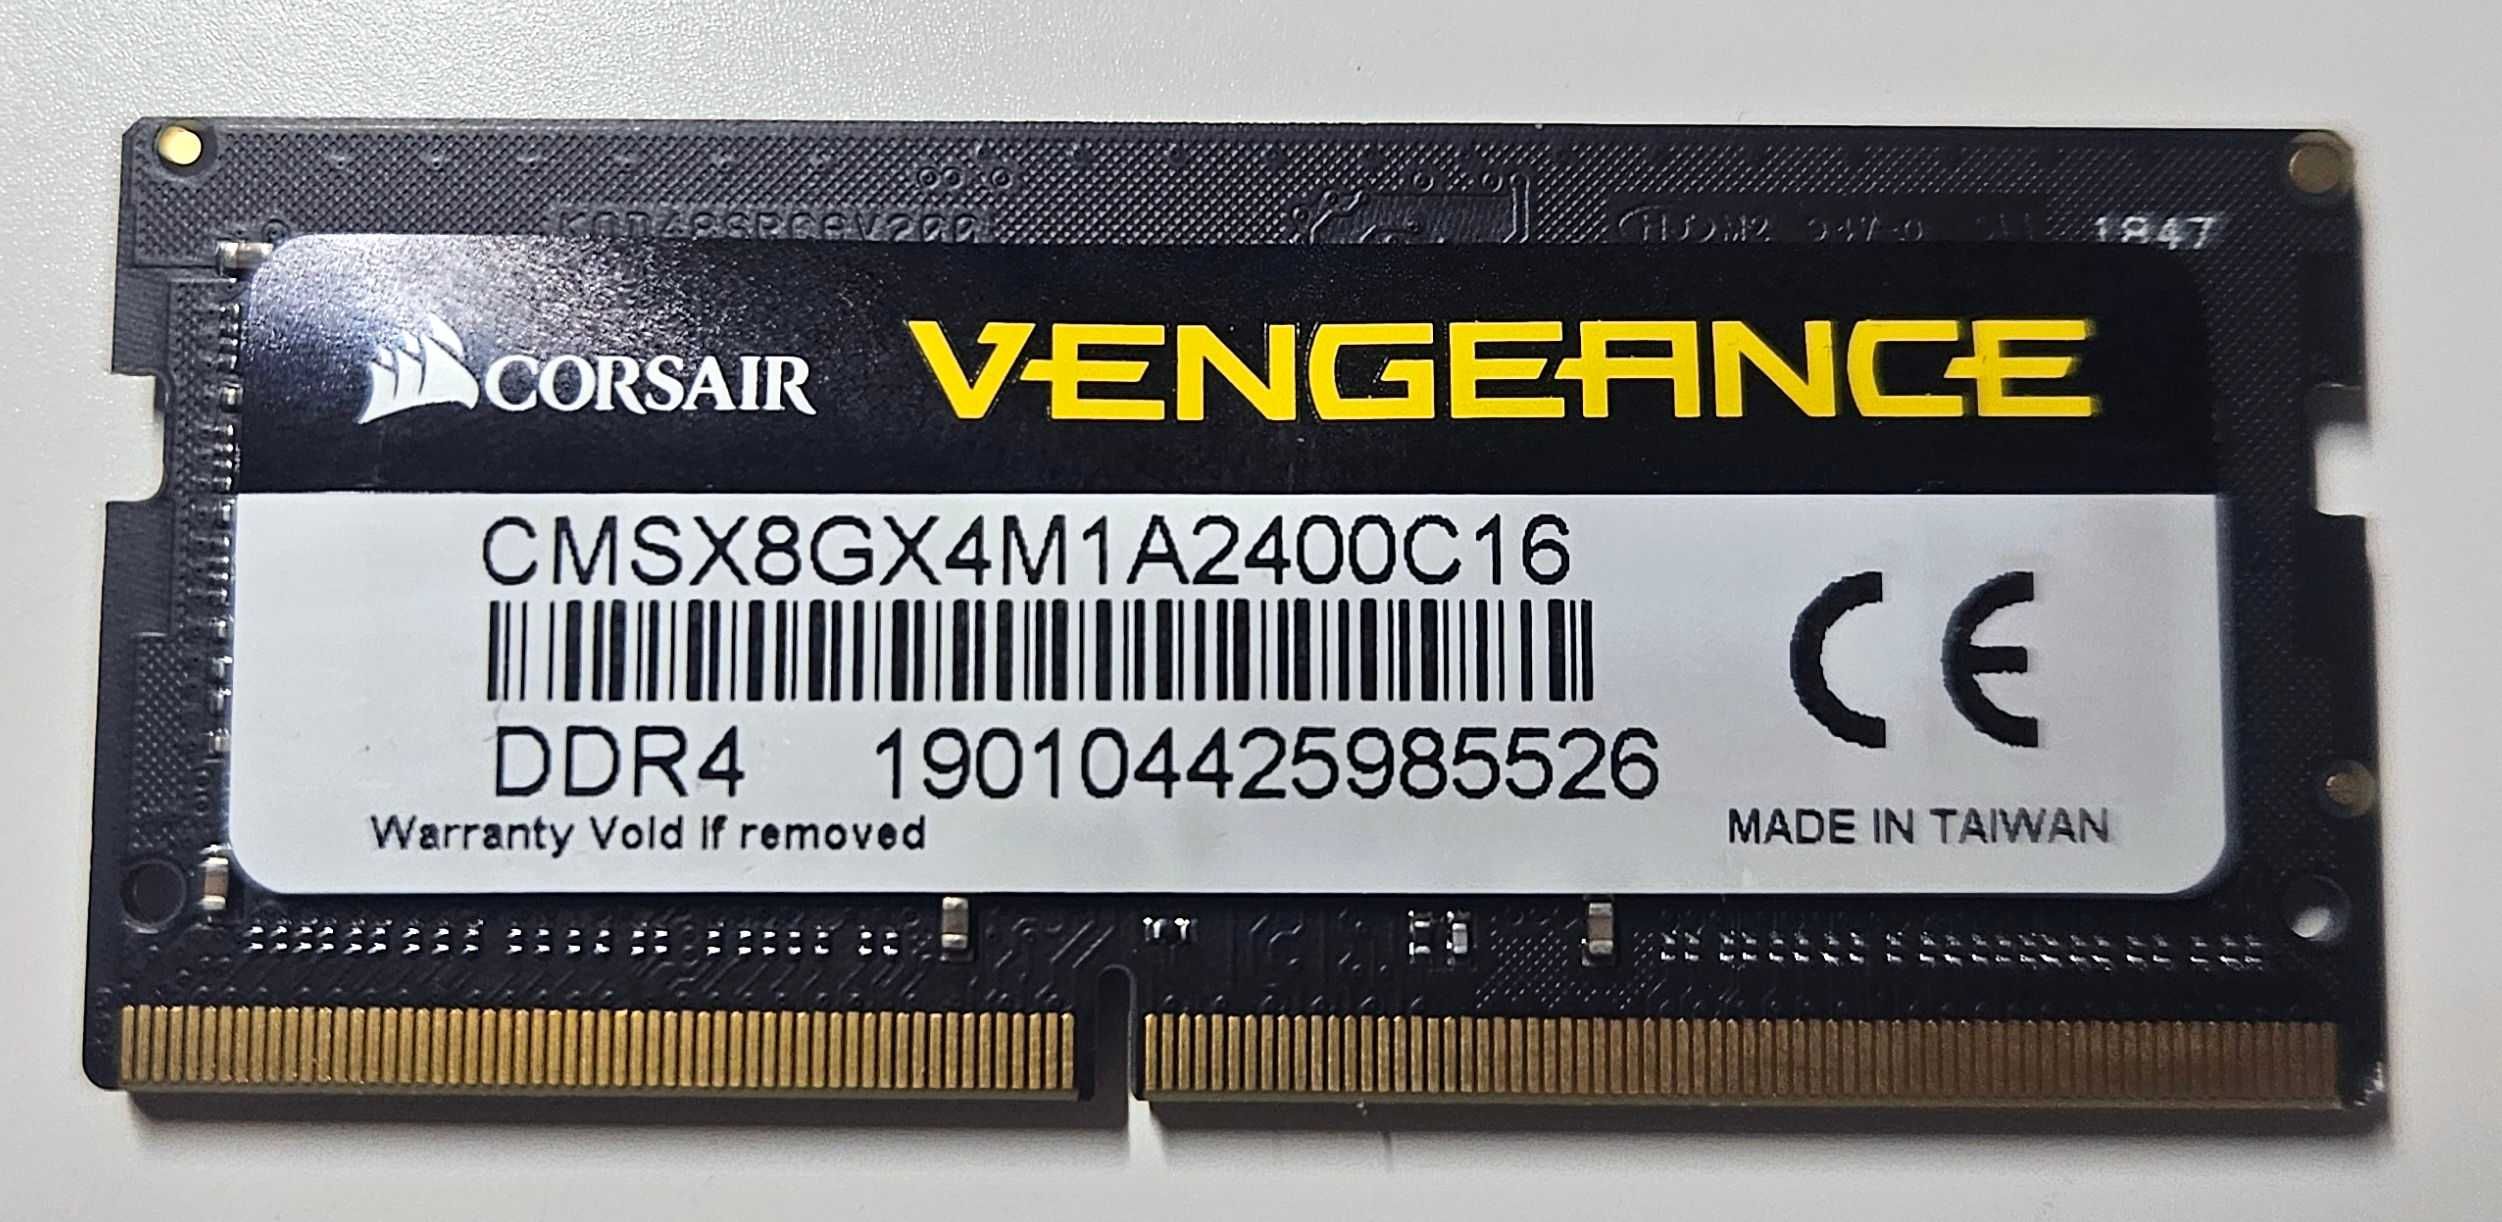 1847
CORSAIR VENGEANCE
CMSX8GX4M1A2400C16
DDR4 190104425985526
Warranty Void if removed
CE
MADE IN TAIWAN